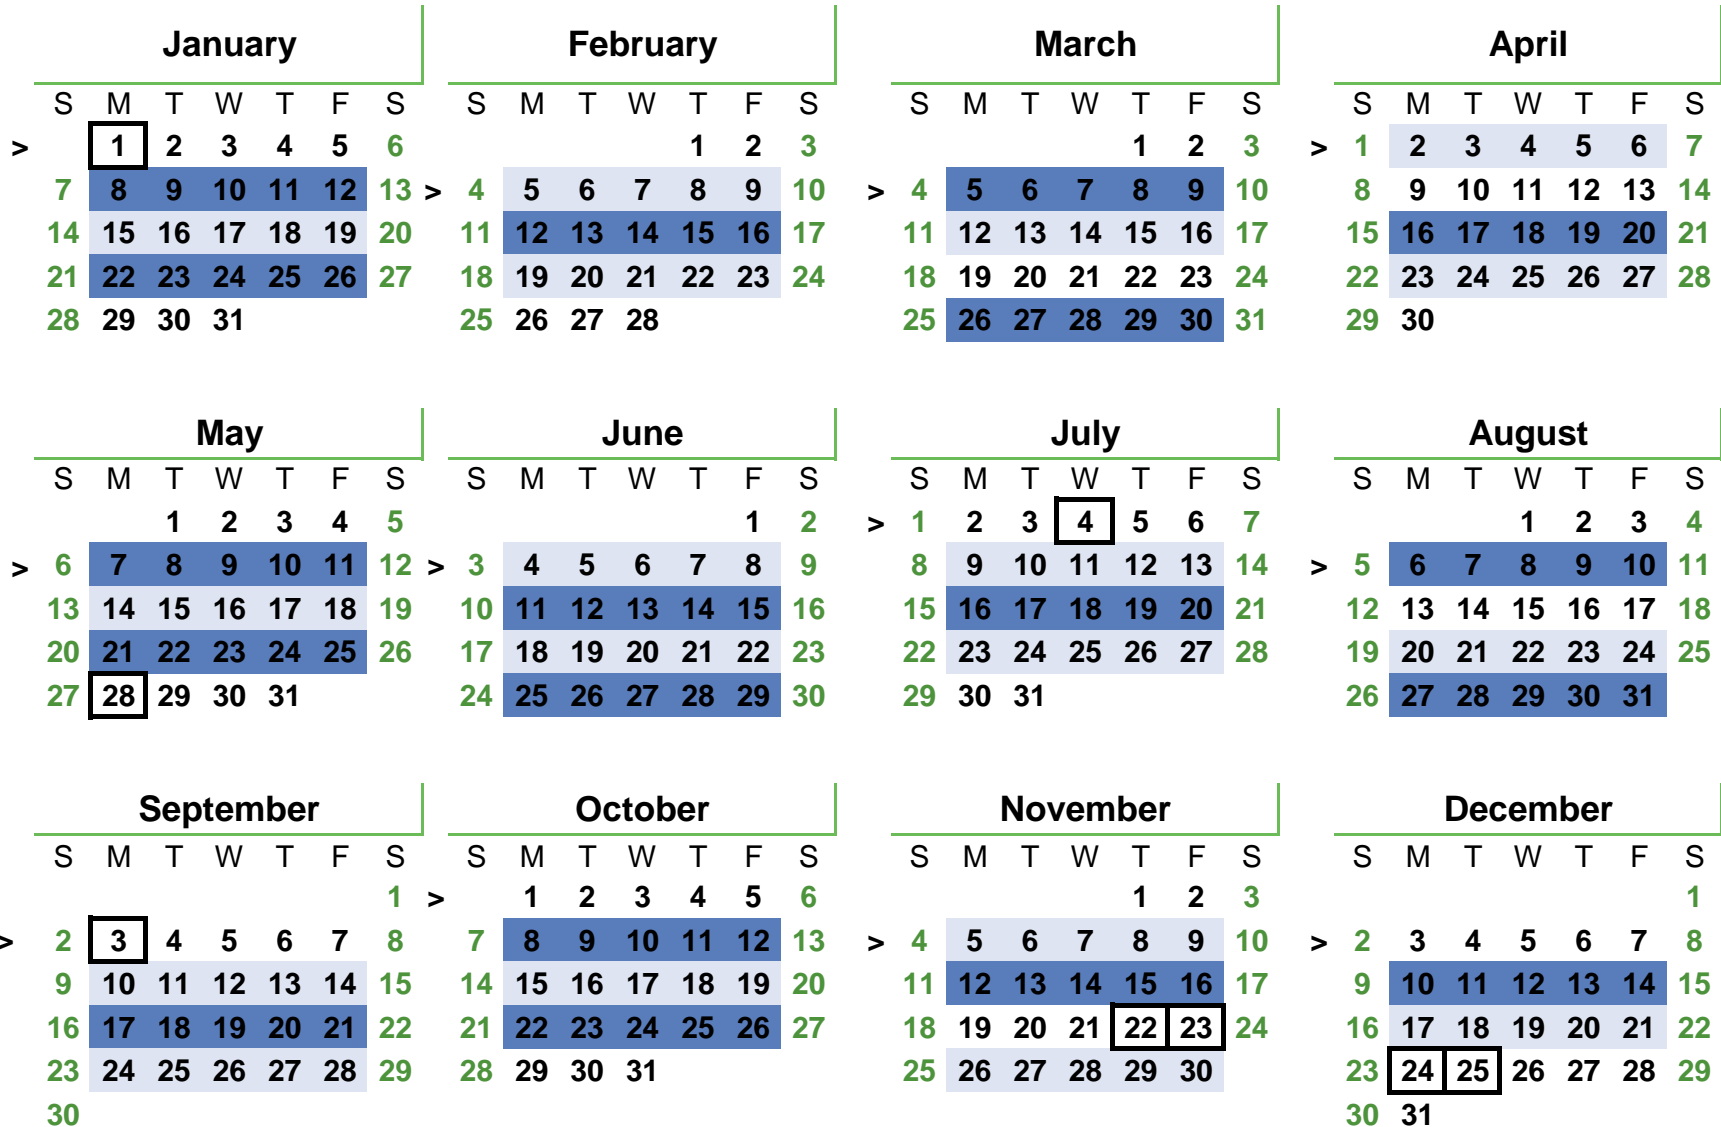 January February March April
S M T W T F S S M T W T F S S M T W T F S S M T W T F S
> 1 2 3 4 5 6 1 2 3 1 2 3 > 1 2 3 4 5 6 7
7 8 9 10 11 12 13 > 4 5 6 7 8 9 10 > 4 5 6 7 8 9 10 8 9 10 11 12 13 14
14 15 16 17 18 19 20 11 12 13 14 15 16 17 11 12 13 14 15 16 17 15 16 17 18 19 20 21
21 22 23 24 25 26 27 18 19 20 21 22 23 24 18 19 20 21 22 23 24 22 23 24 25 26 27 28
28 29 30 31 25 26 27 28 25 26 27 28 29 30 31 29 30
May June July August
S M T W T F S S M T W T F S S M T W T F S S M T W T F S
1 2 3 4 5 1 2 > 1 2 3 4 5 6 7 1 2 3 4
> 6 7 8 9 10 11 12 > 3 4 5 6 7 8 9 8 9 10 11 12 13 14 > 5 6 7 8 9 10 11
13 14 15 16 17 18 19 10 11 12 13 14 15 16 15 16 17 18 19 20 21 12 13 14 15 16 17 18
20 21 22 23 24 25 26 17 18 19 20 21 22 23 22 23 24 25 26 27 28 19 20 21 22 23 24 25
27 28 29 30 31 24 25 26 27 28 29 30 29 30 31 26 27 28 29 30 31
September October November December
S M T W T F S S M T W T F S S M T W T F S S M T W T F S
1 > 1 2 3 4 5 6 1 2 3 1
> 2 3 4 5 6 7 8 7 8 9 10 11 12 13 > 4 5 6 7 8 9 10 > 2 3 4 5 6 7 8
9 10 11 12 13 14 15 14 15 16 17 18 19 20 11 12 13 14 15 16 17 9 10 11 12 13 14 15
16 17 18 19 20 21 22 21 22 23 24 25 26 27 18 19 20 21 22 23 24 16 17 18 19 20 21 22
23 24 25 26 27 28 29 28 29 30 31 25 26 27 28 29 30 23 24 25 26 27 28 29
30 30 31